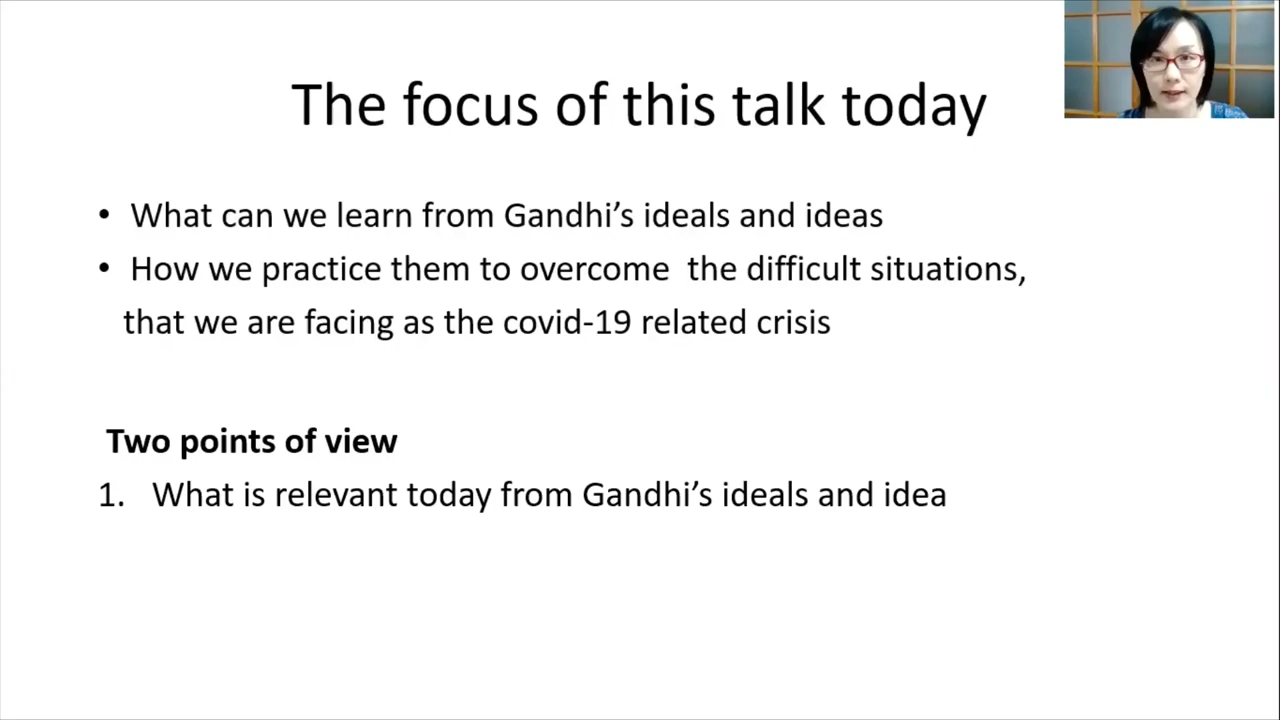 The focus of this talk today
• What can we learn from Gandhi's ideals and ideas
• How we practice them to overcome  the difficult situations,
that we are facing as the covid-19 related crisis
Two points of view
1. What is relevant today from Gandhi's ideals and idea